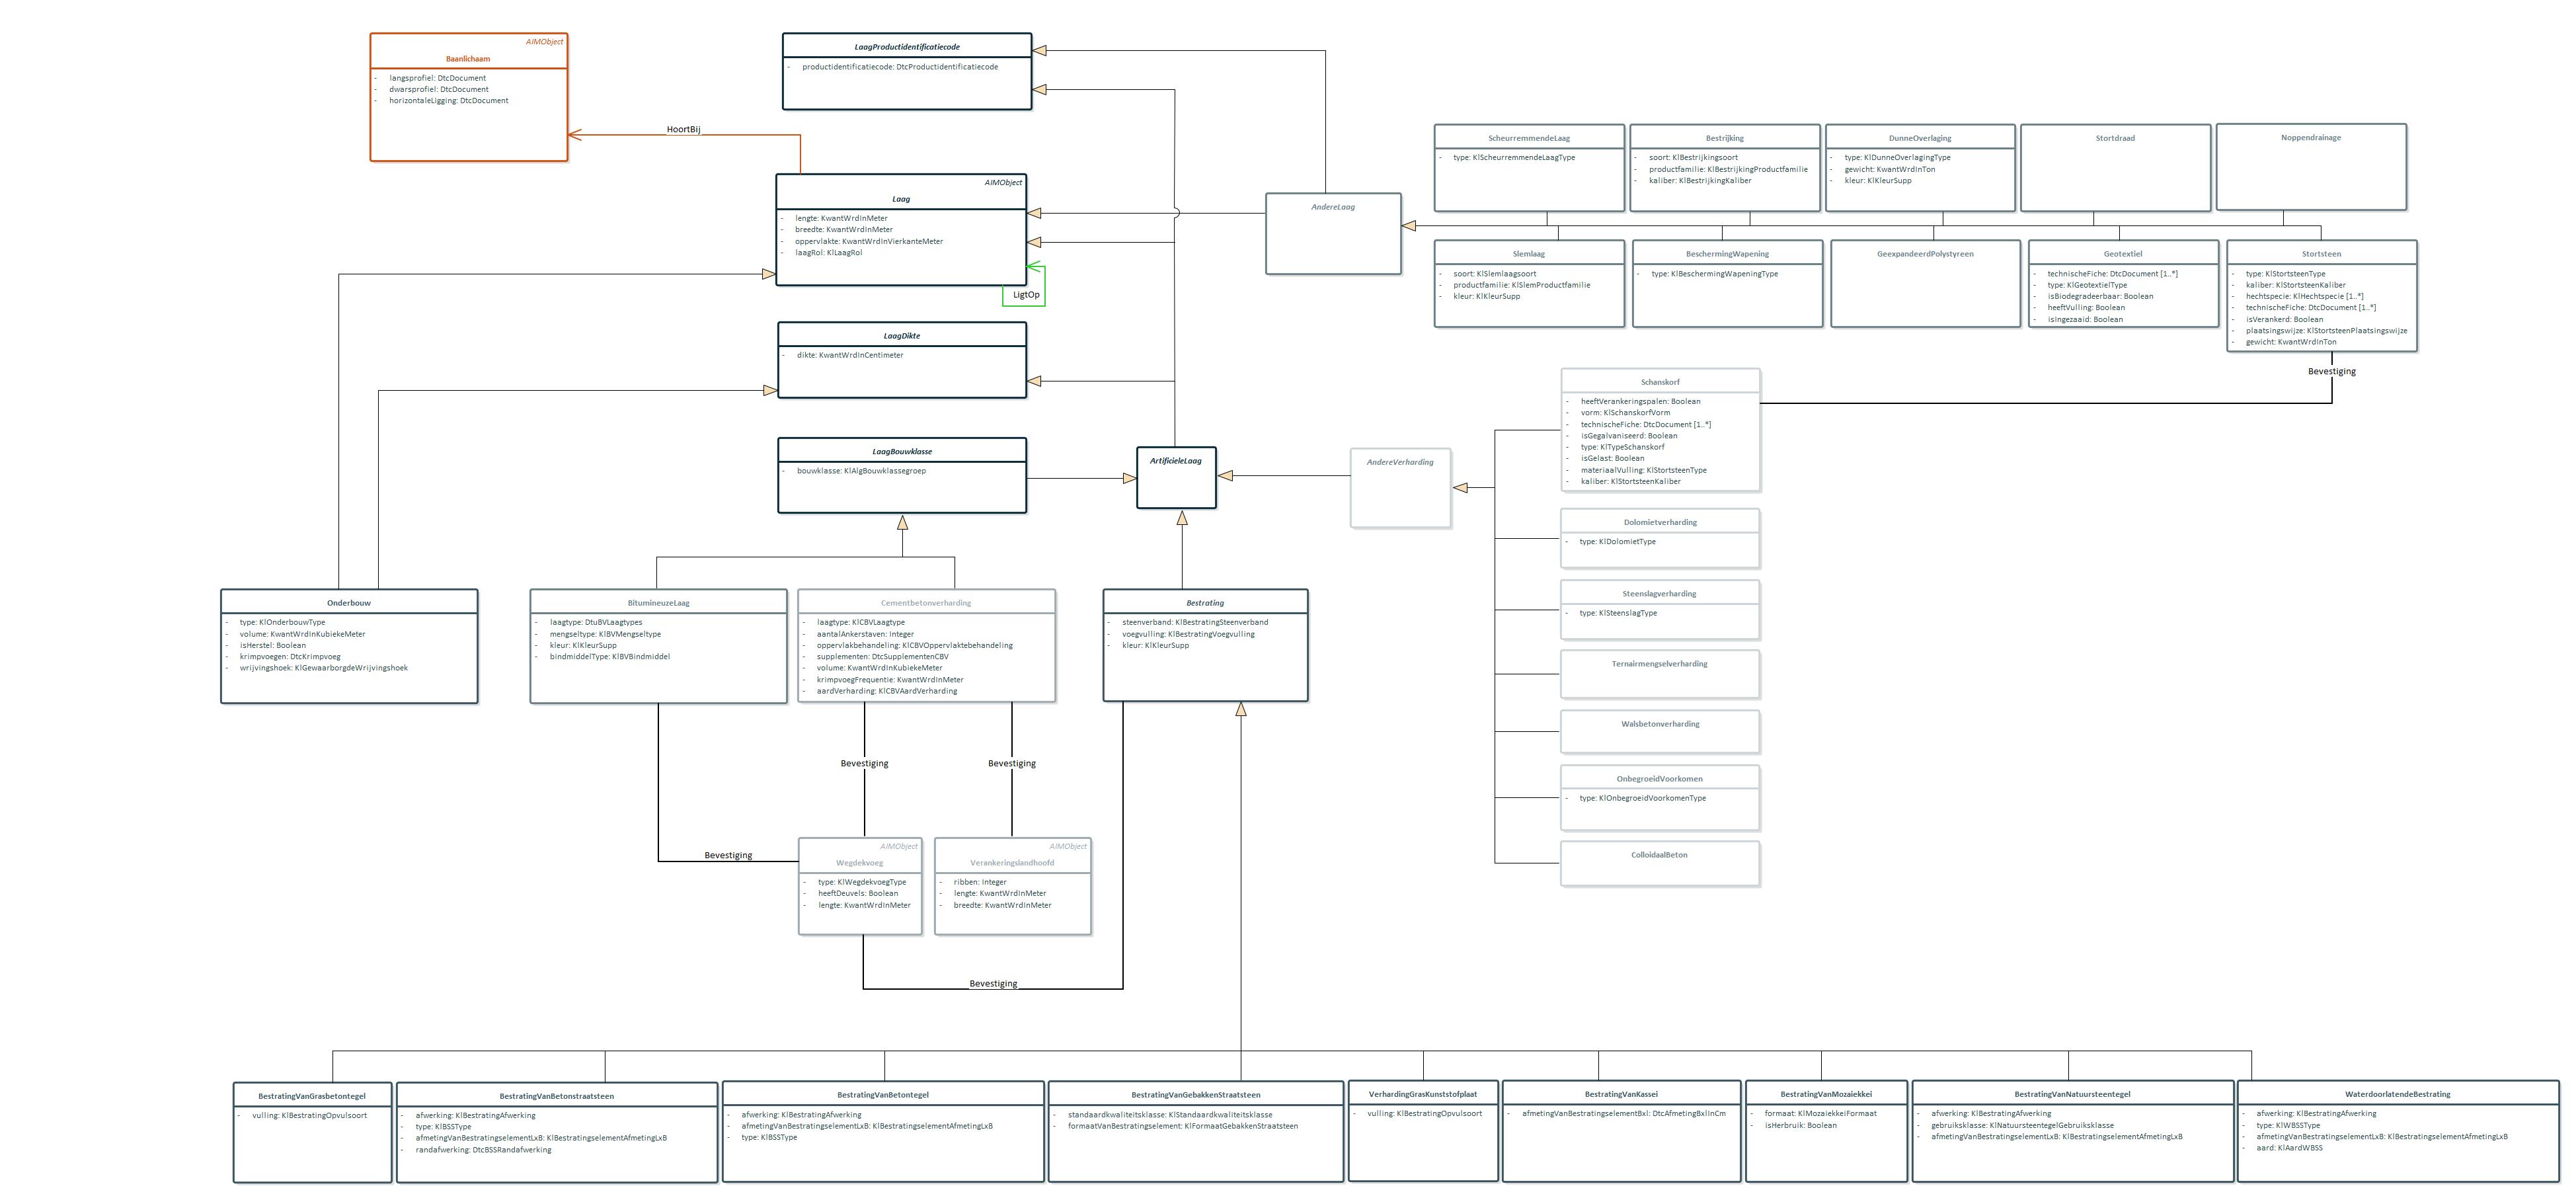 AIMObject
Baanlichaam
- langsprofiel: DtcDocument
- dwarsprofiel: DtcDocument
- horizontaleLigging: DtcDocument
LaagProductidentificatiecode
- productidentificatiecode: DtcProductidentificatiecode
HoortBij
AIMObject
Laag
- lengte: KwantWrdInMeter
- breedte: KwantWrdInMeter
- oppervlakte: KwantWrdInVierkanteMeter
- laagRol: KlLaagRol
LigtOp
AndereLaag
ScheurremmendeLaag
- type: KlScheurremmendeLaagType
Bestrijking
- soort: KlBestrijkingsoort
- productfamilie: KlBestrijkingProductfamilie
- kaliber: KlBestrijkingKaliber
DunneOverlaging
- type: KlDunneOverlagingType
- gewicht: KwantWrdInTon
- kleur: KlKleurSupp
Stortdraad
Noppendrainage
Slemlaag
- soort: KlSlemlaagsoort
- productfamilie: KlSlemProductfamilie
- kleur: KlKleurSupp
BeschermingWapening
- type: KlBeschermingWapeningType
GeexpandeerdPolystyreen
Geotextiel
- technischeFiche: DtcDocument [1..*]
- type: KlGeotextielType
- isBiodegradeerbaar: Boolean
- heeftVulling: Boolean
- isIngezaaid: Boolean
Stortsteen
- type: KlStortsteenType
- kaliber: KlStortsteenKaliber
- hechtspecie: KlHechtspecie [1..*]
- technischeFiche: DtcDocument [1..*]
- isVerankerd: Boolean
- plaatsingswijze: KlStortsteenPlaatsingswijze
- gewicht: KwantWrdInTon
Bevestiging
LaagDikte
- dikte: KwantWrdInCentimeter
LaagBouwklasse
- bouwklasse: KlAlgBouwklassegroep
ArtificieleLaag
AndereVerharding
Schanskorf
- heeftVerankeringspalen: Boolean
- vorm: KlSchanskorfVorm
- technischeFiche: DtcDocument [1..*]
- isGegalvaniseerd: Boolean
- type: KlTypeSchanskorf
- isGelast: Boolean
- materiaalVulling: KlStortsteenType
- kaliber: KlStortsteenKaliber
Dolomietverharding
- type: KlDolomietType
Steenslagverharding
- type: KlSteenslagType
Ternairmengselverharding
Walsbetonverharding
OnbegroeidVoorkomen
- type: KlOnbegroeidVoorkomenType
ColloidaalBeton
Onderbouw
- type: KlOnderbouwType
- volume: KwantWrdInKubiekeMeter
- isHerstel: Boolean
- krimpvoegen: DtcKrimpvoeg
- wrijvingshoek: KlGewaarborgdeWrijvingshoek
BitumineuzeLaag
- laagtype: DtuBVLaagtypes
- mengseltype: KlBVMengseltype
- kleur: KlKleurSupp
- bindmiddelType: KlBVBindmiddel
Cementbetonverharding
- laagtype: KlCBVLaagtype
- aantalAnkerstaven: Integer
- oppervlakbehandeling: KlCBVOppervlaktebehandeling
- supplementen: DtcSupplementenCBV
- volume: KwantWrdInKubiekeMeter
- krimpvoegFrequentie: KwantWrdInMeter
- aardVerharding: KlCBVAardVerharding
Bestrating
- steenverband: KlBestratingSteenverband
- voegvulling: KlBestratingVoegvulling
- kleur: KlKleurSupp
Bevestiging
Bevestiging
Bevestiging
AIMObject
Wegdekvoeg
- type: KlWegdekvoegType
- heeftDeuvels: Boolean
- lengte: KwantWrdInMeter
AIMObject
Verankeringslandhoofd
- ribben: Integer
- lengte: KwantWrdInMeter
- breedte: KwantWrdInMeter
Bevestiging
BestratingVanGrasbetontegel
- vulling: KlBestratingOpvulsoort
BestratingVanBetonstraatsteen
- afwerking: KlBestratingAfwerking
- type: KlBSSType
- afmetingVanBestratingselementLxB: KlBestratingselementAfmetingLxB
- randafwerking: DtcBSSRandafwerking
BestratingVanBetontegel
- afwerking: KlBestratingAfwerking
- afmetingVanBestratingselementLxB: KlBestratingselementAfmetingLxB
- type: KlBSSType
BestratingVanGebakkenStraatsteen
- standaardkwaliteitsklasse: KlStandaardkwaliteitsklasse
- formaatVanBestratingselement: KlFormaatGebakkenStraatsteen
VerhardingGrasKunststofplaat
- vulling: KlBestratingOpvulsoort
BestratingVanKassei
- afmetingVanBestratingselementBxl: DtcAfmetingBxlInCm
BestratingVanMozaiekkei
- formaat: KlMozaiekkeiFormaat
- isHerbruik: Boolean
BestratingVanNatuursteentegel
- afwerking: KlBestratingAfwerking
- gebruiksklasse: KlNatuursteentegelGebruiksklasse
- afmetingVanBestratingselementLxB: KlBestratingselementAfmetingLxB
WaterdoorlatendeBestrating
- afwerking: KlBestratingAfwerking
- type: KlWBSSType
- afmetingVanBestratingselementLxB: KlBestratingselementAfmetingLxB
- aard: KlAardWBSS